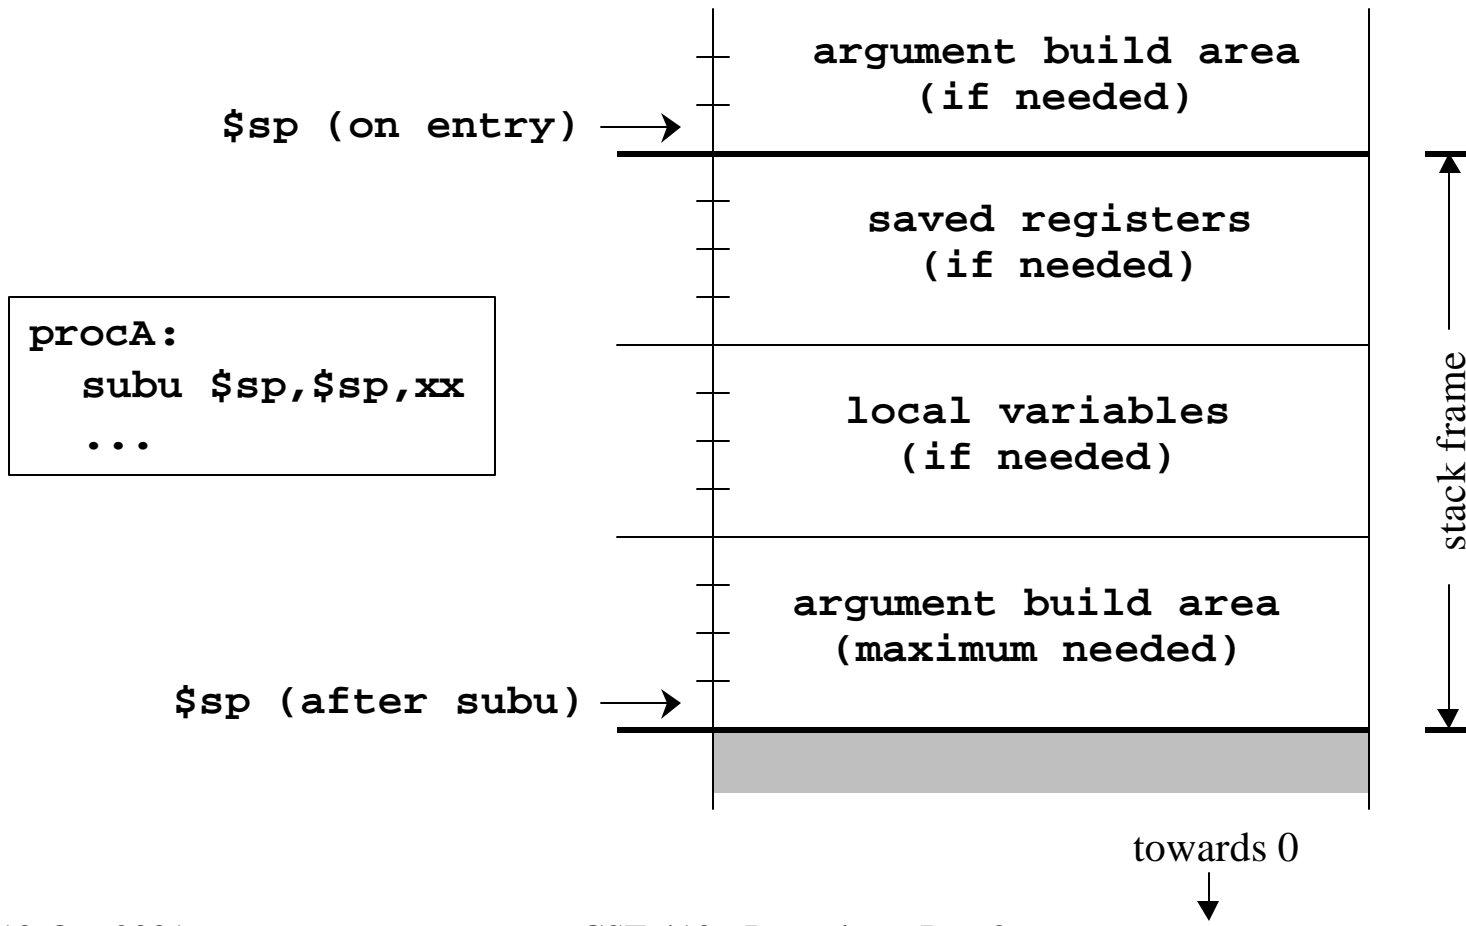 argument build area
(if needed)
$sp (on entry)
saved registers
(if needed)
procA:
subu $sp,$sp,xx
...
local variables
(if needed)
stack frame
argument build area
(maximum needed)
$sp (after subu)
towards 0